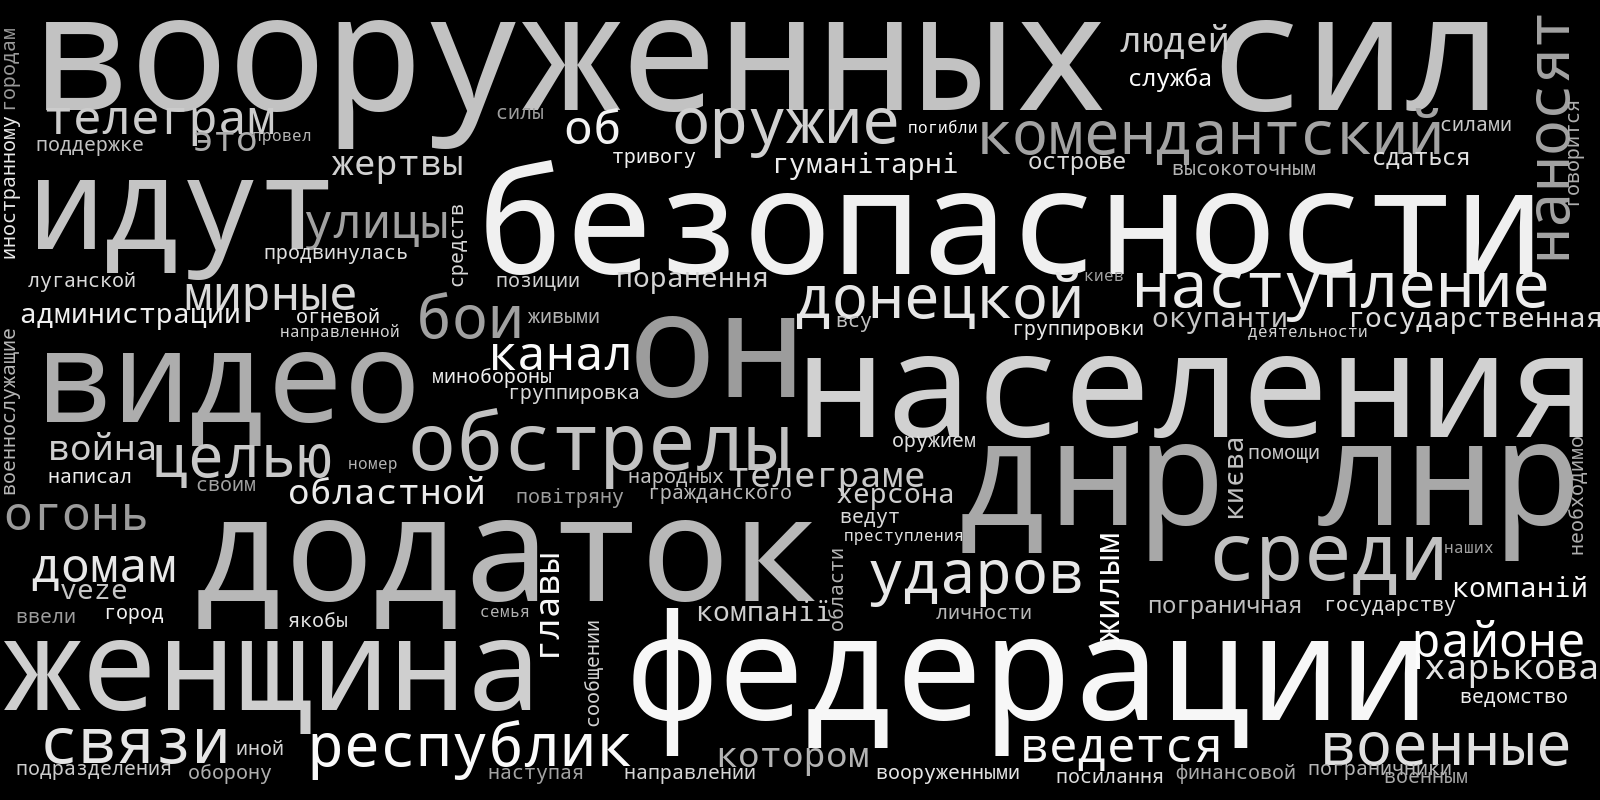 вооруженных сил
людей
служба
иностранному городам
телеграм
поддержке
это
провел
силы
об
оружие
погибли
комендантский
силами
наносят
говорится
жертвы
тривогу
гуманітарні
острове
высокоточным
сдаться
идут
улицы
продвинулась
средств
безопасности
луганской
мирные
администрации
огневой
направленной
позиции
поранення
бои
живыми
киев
донецкой
наступление
всу
группировки
окупанти
деятельности
государственная
военнослужащие
видео
канал
минобороны
группировка
он
населения
война
целью
написал
своим
номер
обстрелы
областной
повітряну
народных
телеграме
гражданского
оружием
херсона
ведут
преступления
днр
киева
помощи
лнр
необходимо
огонь
додаток
домам
veze
ввели
город
якобы
семья
главы
ударов
области
компанії
личности
жилым
среди
наших
компаній
пограничная
государству
женщина
сообщении
федерации
районе
харькова
ведомство
связи
иной
подразделения
оборону
республик
наступая
направлении
котором
вооруженными
ведется
посилання
финансовой
военные
пограничники
военным